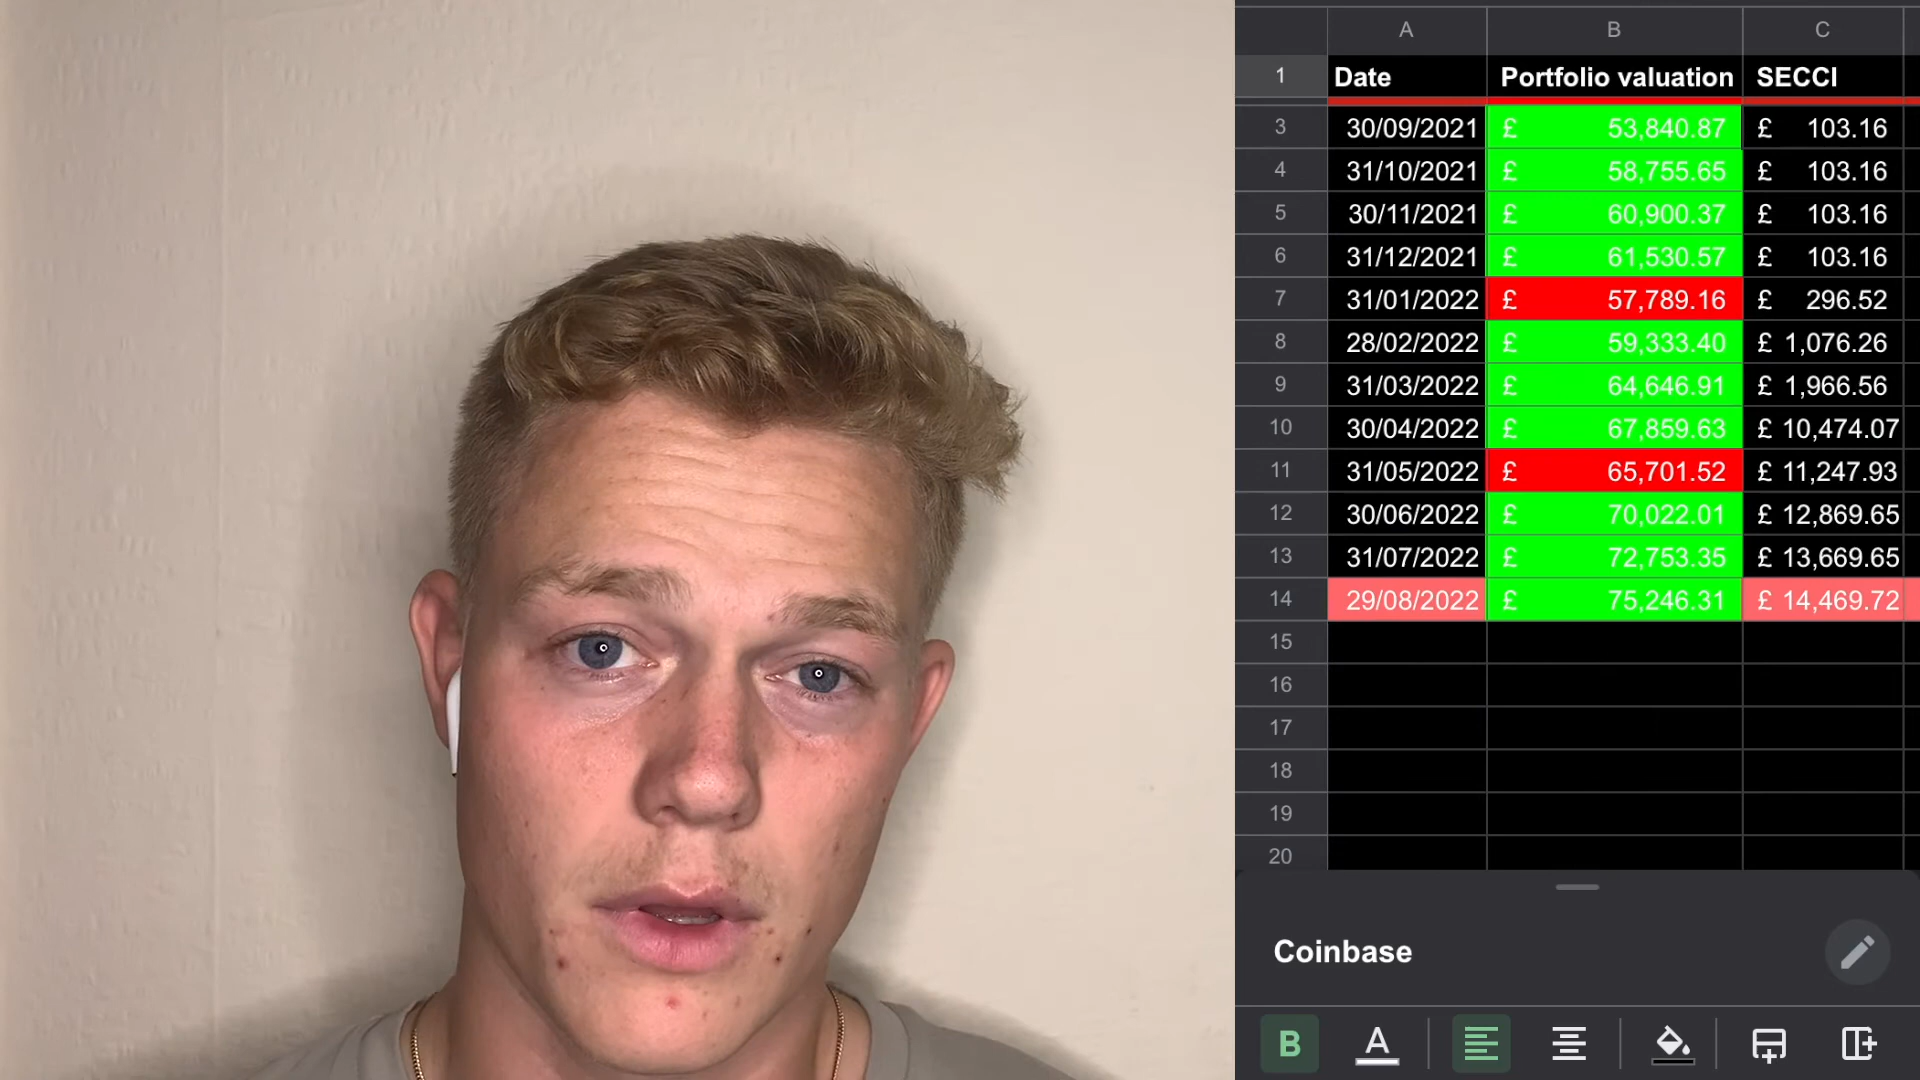 A B C
1 Date Portfolio valuation SECCI
3 30/09/2021 £ 53,840.87 £ 103.16
4 31/10/2021 £ 58,755.65 £ 103.16
5 30/11/2021 £ 60,900.37 £ 103.16
6 31/12/2021 £ 61,530.57 £ 103.16
7 31/01/2022 £ 57,789.16 £ 296.52
8 28/02/2022 £ 59,333.40 £ 1,076.26
9 31/03/2022 £ 64,646.91 £ 1,966.56
10 30/04/2022 £ 67,859.63 £ 10,474.07
11 31/05/2022 £ 65,701.52 £ 11,247.93
12 30/06/2022 £ 70,022.01 £ 12,869.65
13 31/07/2022 £ 72,753.35 £ 13,669.65
14 29/08/2022 £ 75,246.31 £ 14,469.72
15
16
17
18
19
20
Coinbase
B A